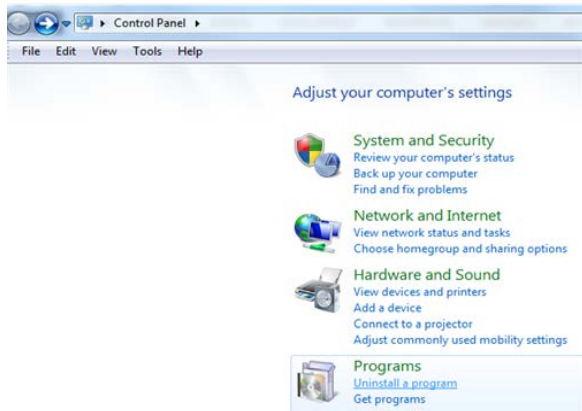 Control Panel
File Edit View Tools Help
Adjust your computer's settings
System and Security
Review your computer's status
Back up your computer
Find and fix problems
Network and Internet
View network status and tasks
Choose homegroup and sharing options
Hardware and Sound
View devices and printers
Add a device
Connect to a projector
Adjust commonly used mobility settings
Programs
Uninstall a program
Get programs